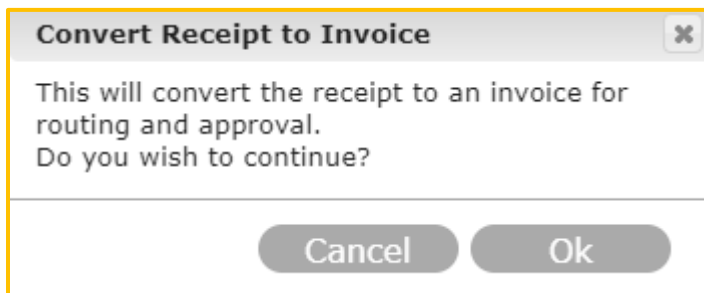 Convert Receipt to Invoice
This will convert the receipt to an invoice for
routing and approval.
Do you wish to continue?
Cancel Ok